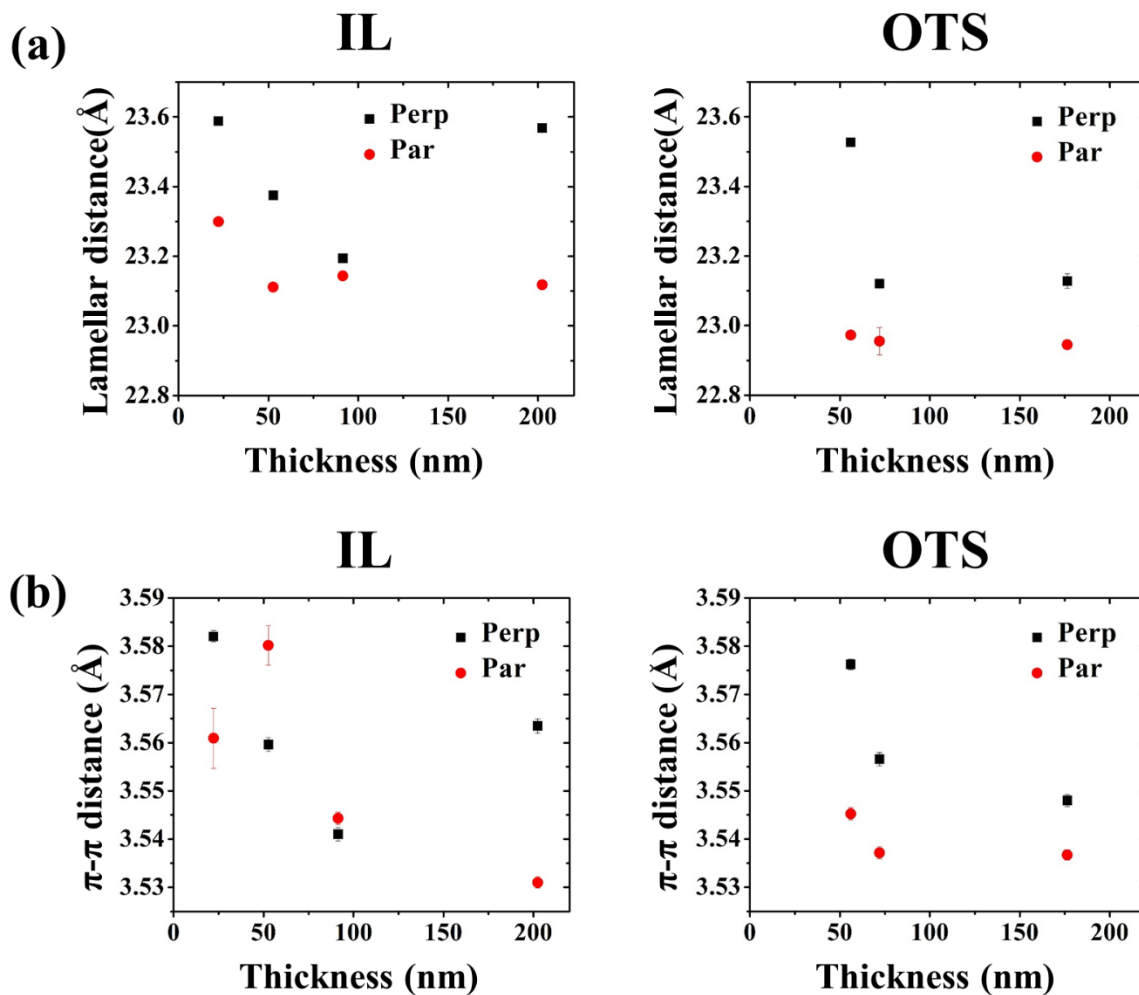 (a)
IL
OTS
Lamellar distance(Å)
23.6
23.4
23.2
23.0
22.8
Perp
Par
0
50
100
150
200
Thickness (nm)
Lamellar distance(A)
23.6
23.4
23.2
23.0
22.8
Perp
Par
0
50
100
150
200
Thickness (nm)
(b)
IL
OTS
π-π distance (Å)
3.59
3.58
3.57
3.56
3.55
3.54
3.53
Perp
Par
0
50
100
150
200
Thickness (nm)
π-π distance (Å)
3.59
3.58
3.57
3.56
3.55
3.54
3.53
Perp
Par
0
50
100
150
200
Thickness (nm)